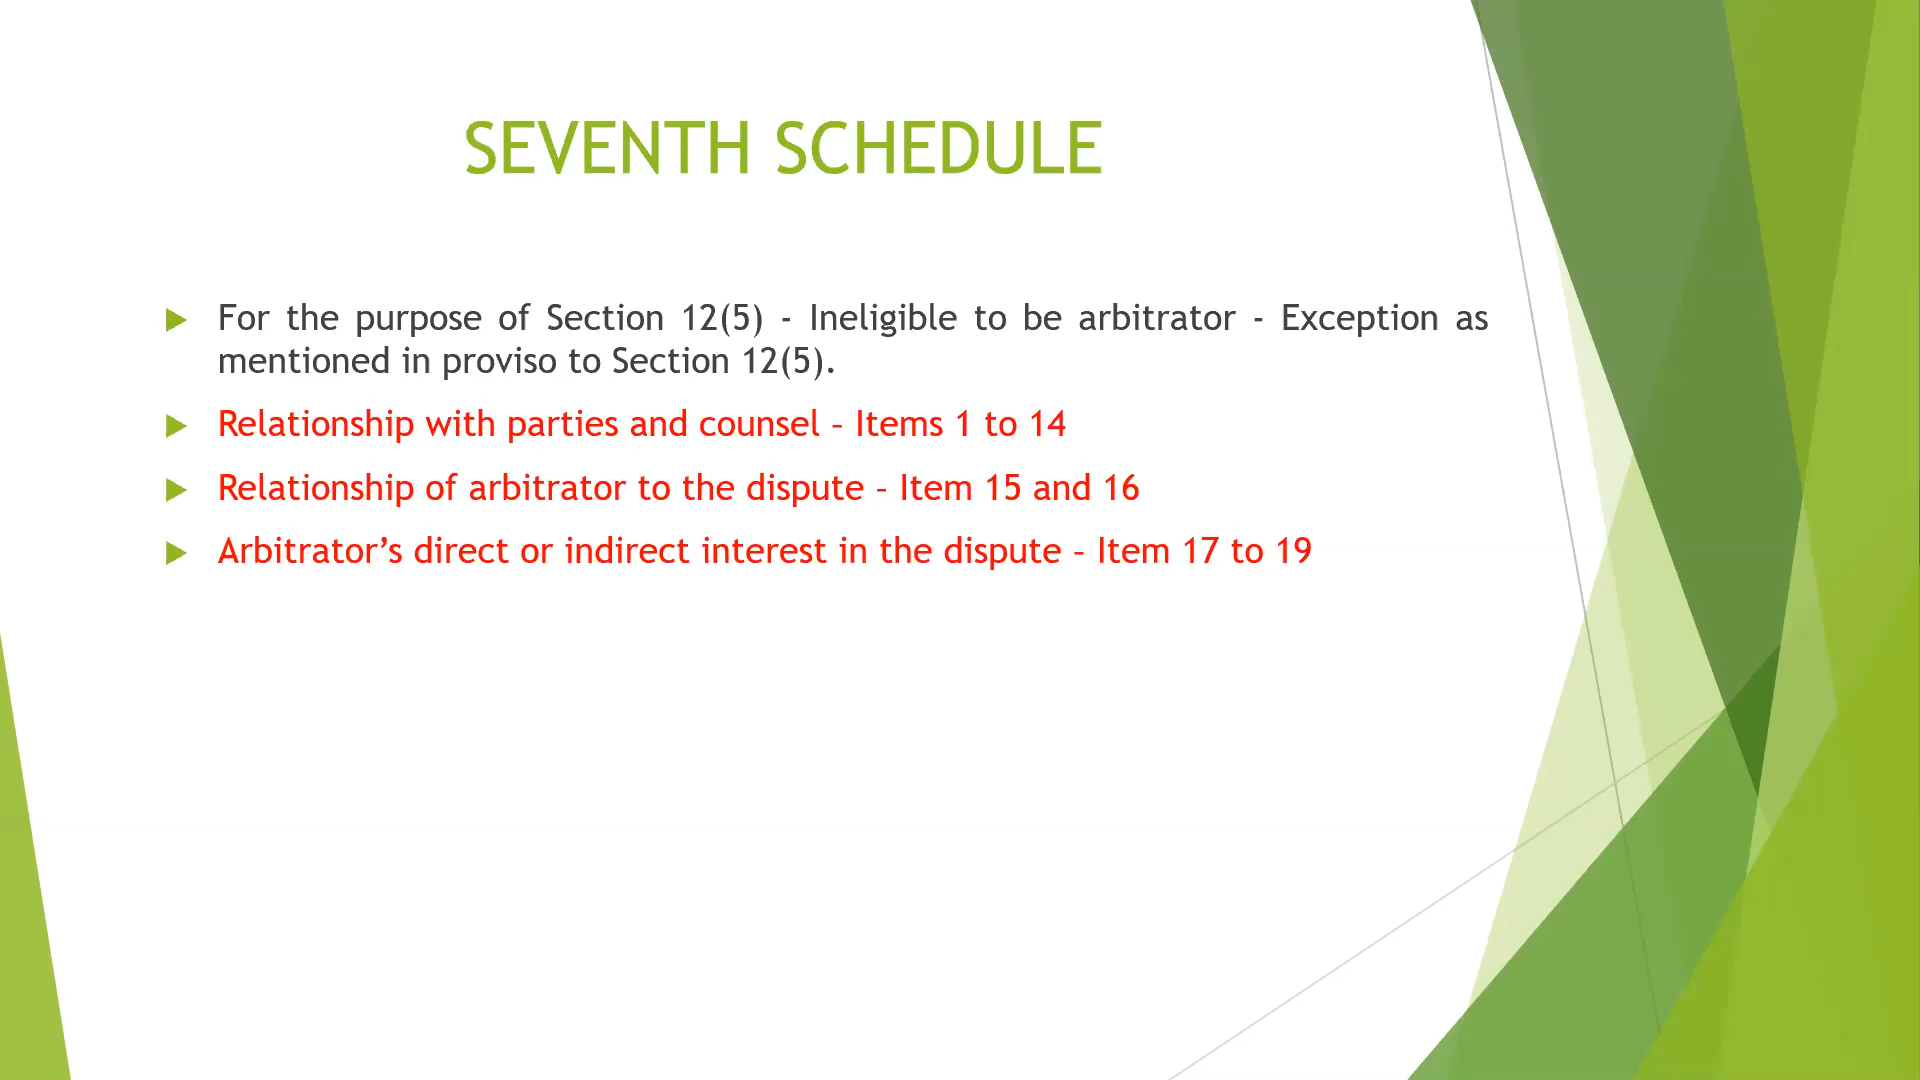 SEVENTH SCHEDULE
For the purpose of Section 12(5) - Ineligible to be arbitrator - Exception as
mentioned in proviso to Section 12(5).
Relationship with parties and counsel – Items 1 to 14
Relationship of arbitrator to the dispute – Item 15 and 16
Arbitrator’s direct or indirect interest in the dispute – Item 17 to 19